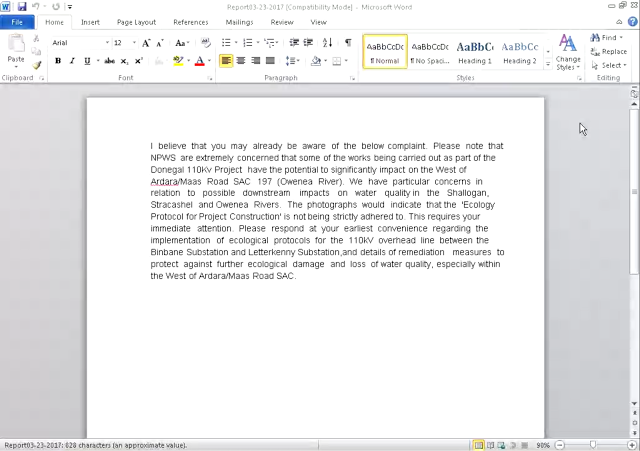 Report03-23-2017 [Compatibility Mode] - Microsoft Word
File Home Insert Page Layout References Mailings Review View
Paste
Arial 12
AaBbCcDc AaBbCcDc AaBbCc AaBbCc
¶ Normal ¶ No Spaci... Heading 1 Heading 2
Change Styles
Find
Replace
Select
Clipboard Font Paragraph Styles Editing
I believe that you may already be aware of the below complaint. Please note that
NPWS are extremely concerned that some of the works being carried out as part of the
Donegal 110kV Project have the potential to significantly impact on the West of
Ardara/Maas Road SAC 197 (Owenea River). We have particular concerns in
relation to possible downstream impacts on water quality in the Shallogan,
Stracashel and Owenea Rivers. The photographs would indicate that the 'Ecology
Protocol for Project Construction' is not being strictly adhered to. This requires your
immediate attention. Please respond at your earliest convenience regarding the
implementation of ecological protocols for the 110kV overhead line between the
Binbane Substation and Letterkenny Substation,and details of remediation measures to
protect against further ecological damage and loss of water quality, especially within
the West of Ardara/Maas Road SAC.
Report03-23-2017: 828 characters (an approximate value).
90%